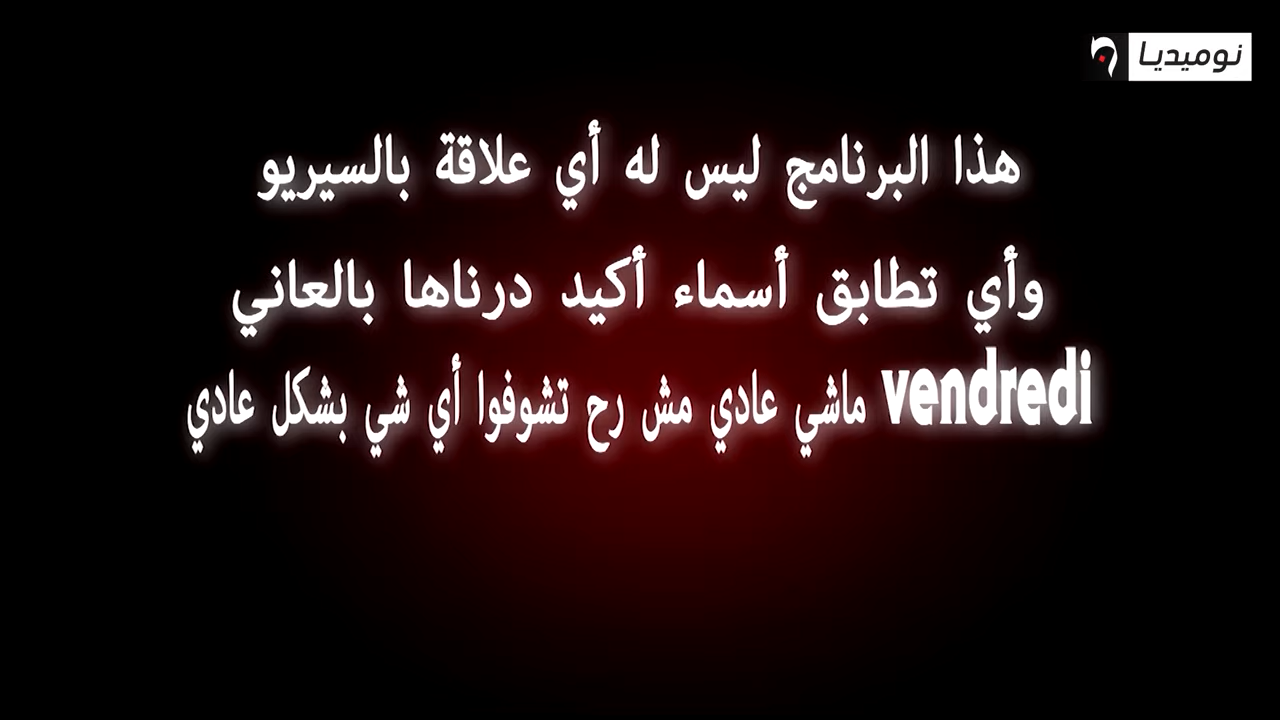 نوميديا
هذا البرنامج ليس له أي علاقة بالسيريو
وأي تطابق أسماء أكيد درناها بالعاني
vendredi ماشي عادي مش رح تشوفوا أي شي بشكل عادي